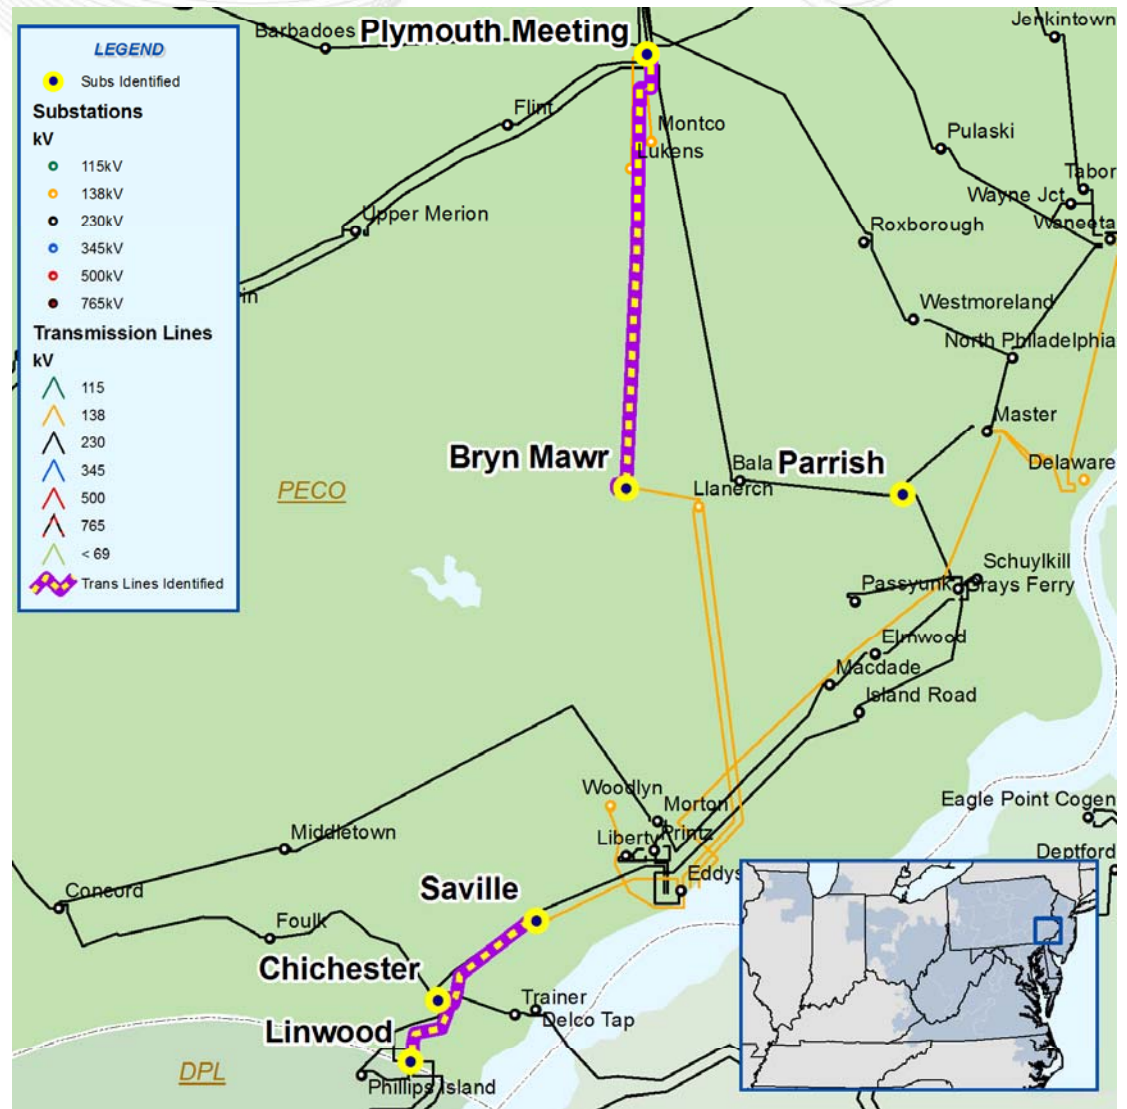 LEGEND
Subs Identified
Substations
kV
115kV
138kV
230kV
345kV
500kV
765kV
Transmission Lines
kV
115
138
230
345
500
765
< 69
Trans Lines Identified
Barbadoes
Plymouth Meeting
Jenkintown
Flint
Montco
Lukens
Pulaski
Tabor
Wayne Jct
Waneeta
Upper Merion
Roxborough
in
Westmoreland
North Philadelphia
Master
Bryn Mawr
Bala
Parrish
Delaware
Llanerch
PECO
Schuylkill
Passyunk
Grays Ferry
Elmwood
Macdade
Island Road
Woodlyn
Morton
Eagle Point Cogen
Middletown
Liberty
Printz
Deptford
Concord
Saville
Eddys
Foulk
Chichester
Trainer
Delco Tap
Linwood
DPL
Phillips Island